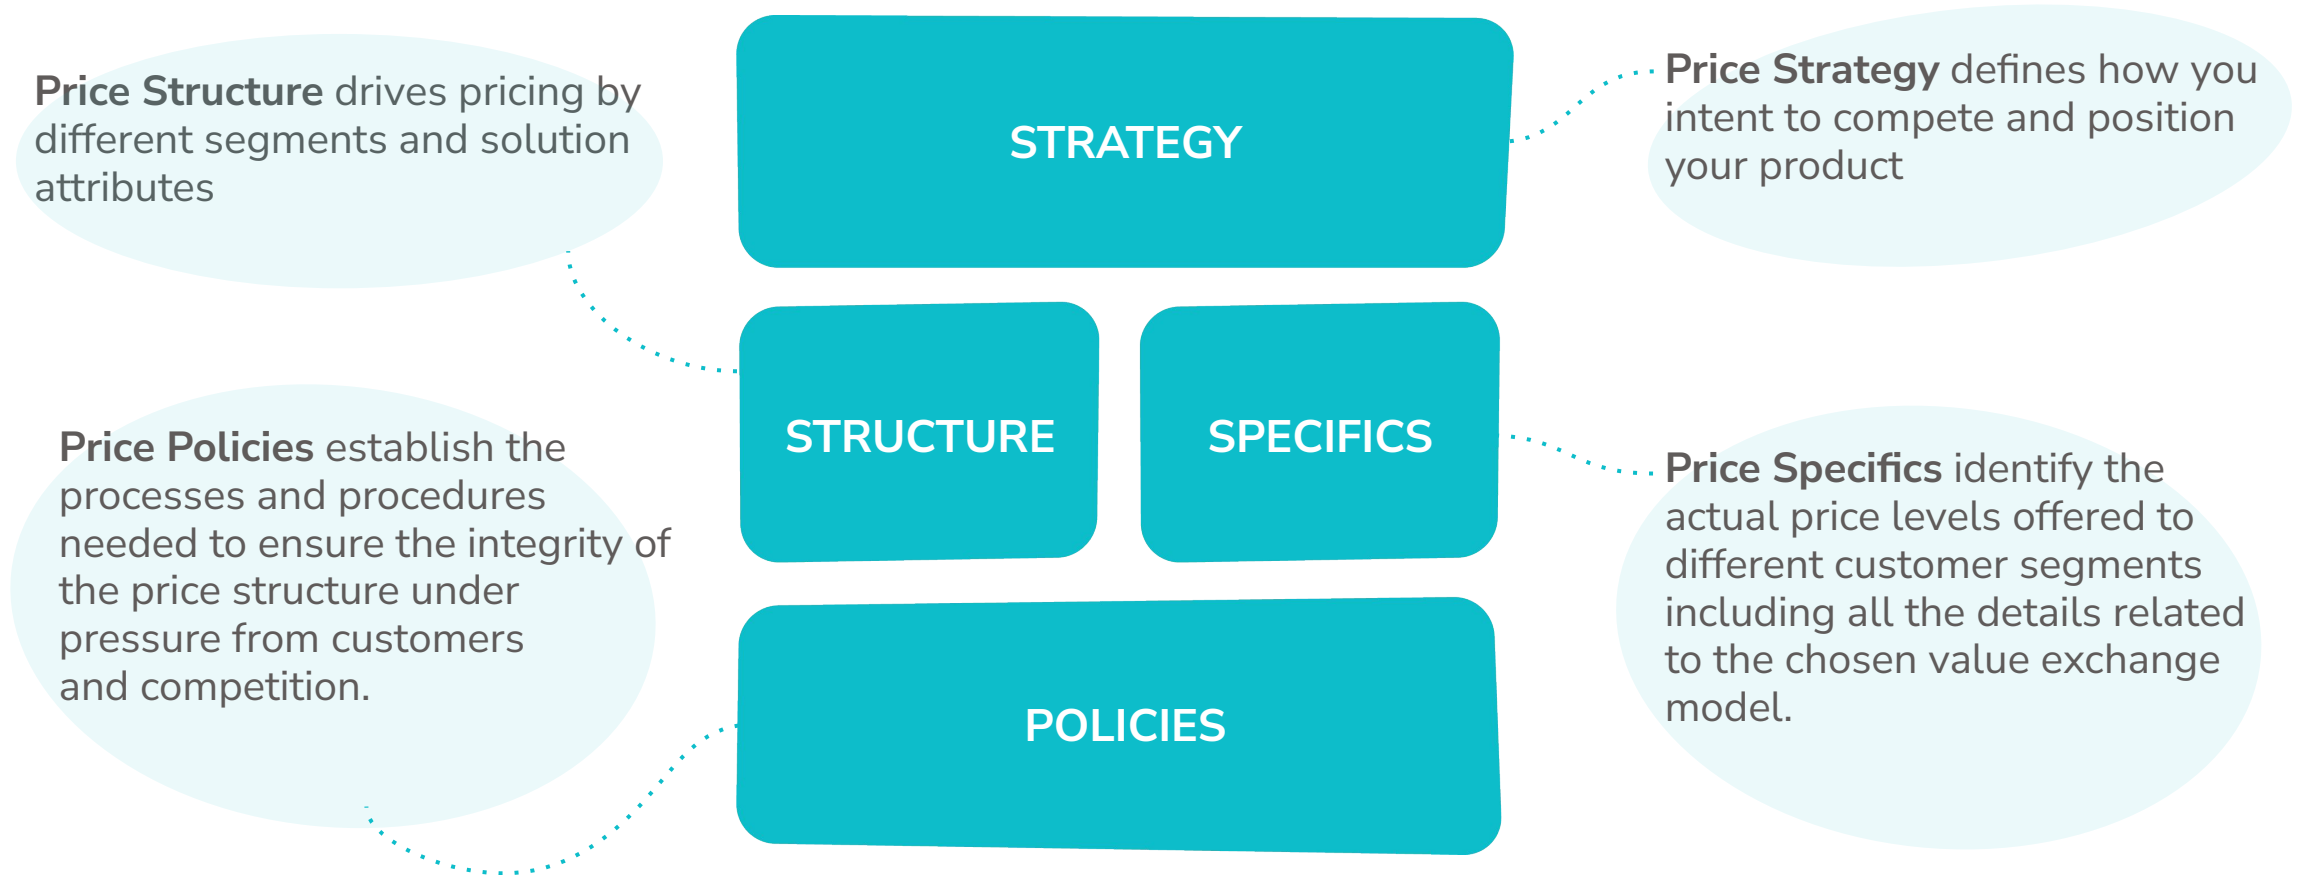 Price Structure drives pricing by
different segments and solution
attributes
STRATEGY
Price Strategy defines how you
intent to compete and position
your product
STRUCTURE
SPECIFICS
Price Policies establish the
processes and procedures
needed to ensure the integrity of
the price structure under
pressure from customers
and competition.
Price Specifics identify the
actual price levels offered to
different customer segments
including all the details related
to the chosen value exchange
model.
POLICIES